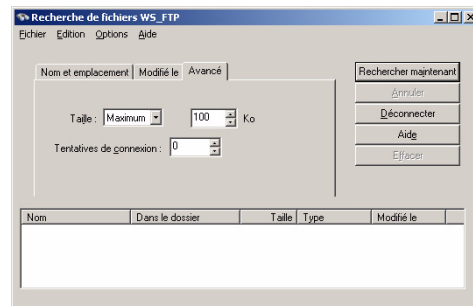 Recherche de fichiers WS_FTP
Fichier Edition Options Aide
Nom et emplacement Modifié le Avancé
Rechercher maintenant
Annuler
Taille : Maximum 100 Ko
Déconnecter
Tentatives de connexion : 0
Aide
Effacer
Nom Dans le dossier Taille Type Modifié le